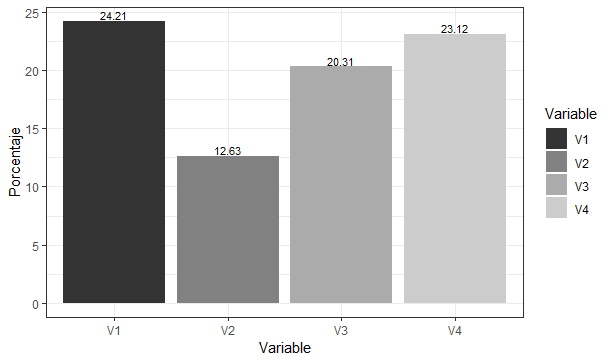 25
20
15
10
5
0
Porcentaje
24.21
12.63
20.31
23.12
V1
V2
V3
V4
Variable
Variable
V1
V2
V3
V4